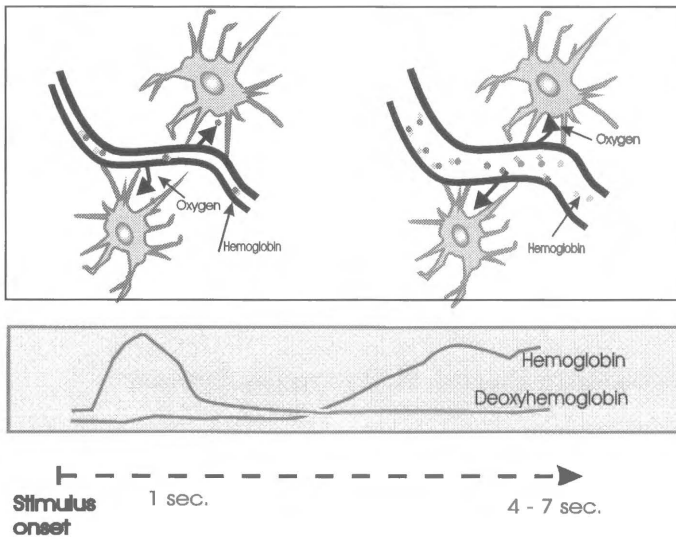 Oxygen
Hemoglobin
Oxygen
Hemoglobin
Hemoglobin
Deoxyhemoglobin
Stimulus
onset
1 sec.
4 - 7 sec.